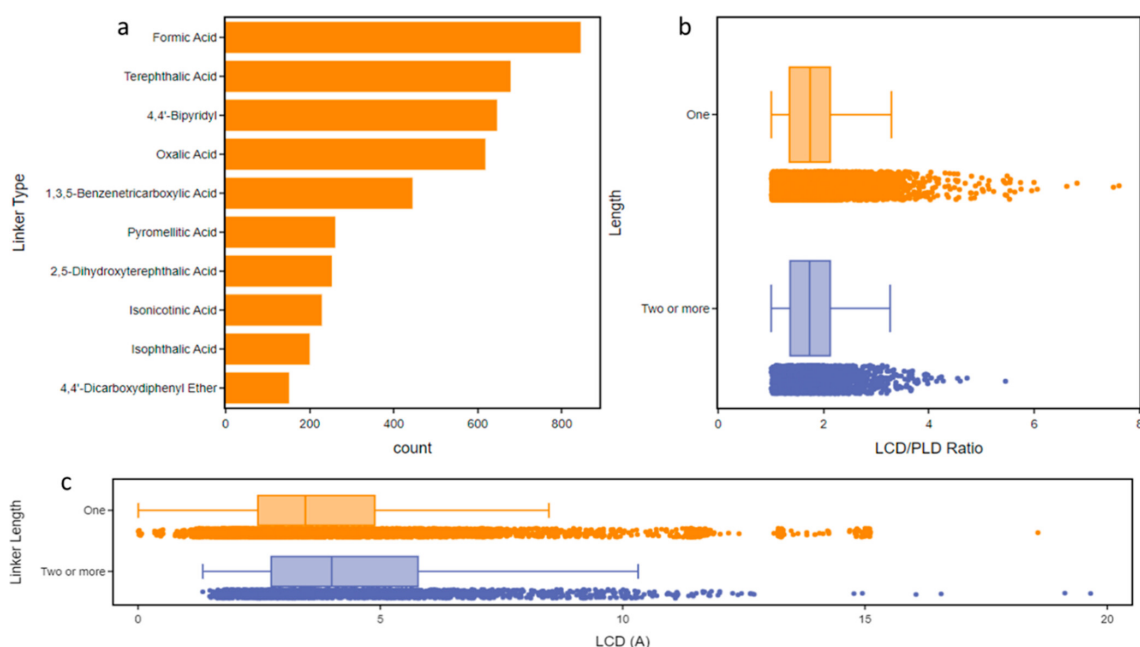 a
Linker Type
Formic Acid
Terephthalic Acid
4,4'-Bipyridyl
Oxalic Acid
1,3,5-Benzenetricarboxylic Acid
Pyromellitic Acid
2,5-Dihydroxyterephthalic Acid
Isonicotinic Acid
Isophthalic Acid
4,4'-Dicarboxydiphenyl Ether
0 200 400 600 800
count
b
Length
One
Two or more
0 2 4 6 8
LCD/PLD Ratio
c
Linker Length
One
Two or more
0 5 10 15 20
LCD (A)